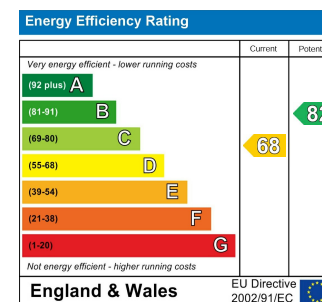 Energy Efficiency Rating
Current
Very energy efficient - lower running costs
(92 plus) A
(81-91) B
(69-80) C
(55-68) D
(39-54) E
(21-38) F
(1-20) G
68
Not energy efficient - higher running costs
England & Wales
EU Directive
2002/91/EC